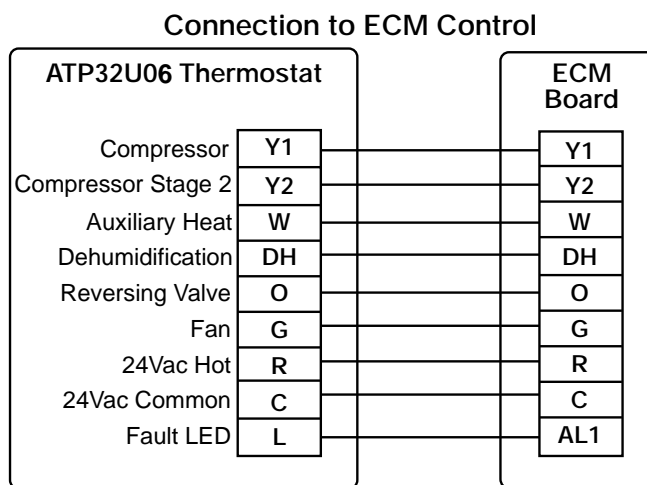 Connection to ECM Control
ATP32U06 Thermostat
ECM
Board
Compressor Y1 Y1
Compressor Stage 2 Y2 Y2
Auxiliary Heat W W
Dehumidification DH DH
Reversing Valve O O
Fan G G
24Vac Hot R R
24Vac Common C C
Fault LED L AL1